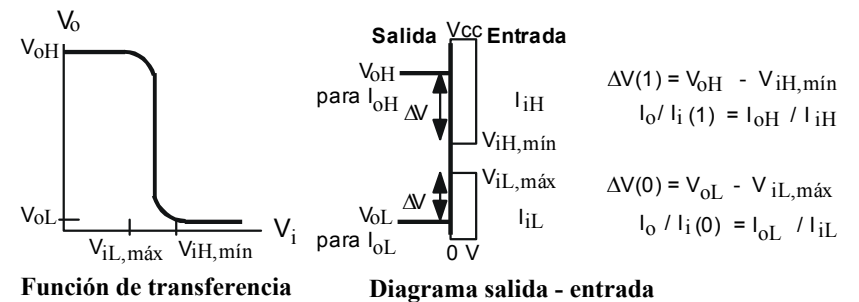 Vo
VoH
VoL
Vi
ViL,máx ViH,mín
Función de transferencia
Salida Vcc Entrada
VoH
para IoH
ΔV
IiH
ViH,mín
ViL,máx
ΔV
VoL
IiL
para IoL
0 V
Diagrama salida - entrada
ΔV(1) = VoH - ViH,mín
Io/ Ii (1) = IoH / IiH
ΔV(0) = VoL - ViL,máx
Io / Ii (0) = IoL / IiL